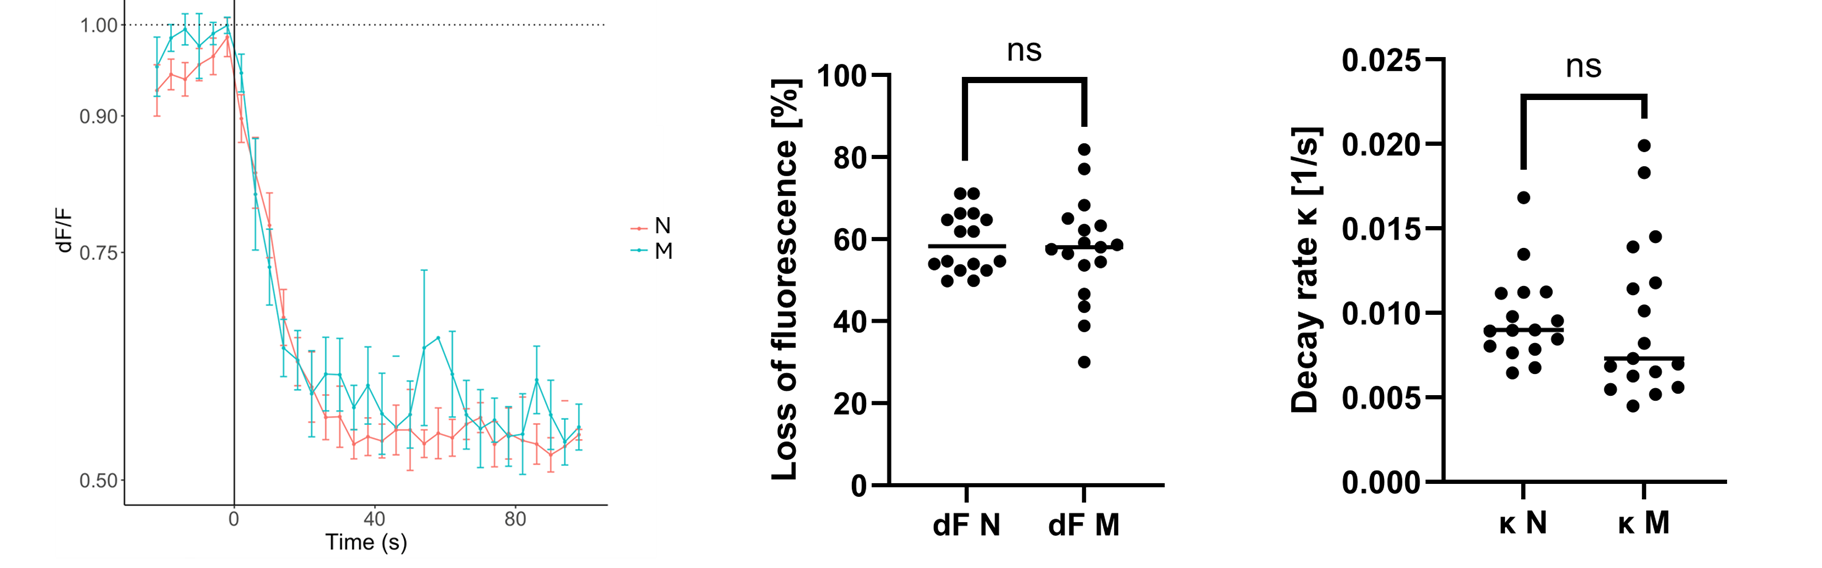 1.00
0.90
0.75
0.50
dF/F
0
40
80
Time (s)
N
M
ns
Loss of fluorescence [%]
100
80
60
40
20
0
dF N
dF M
ns
Decay rate κ [1/s]
0.025
0.020
0.015
0.010
0.005
0.000
κ N
κ M